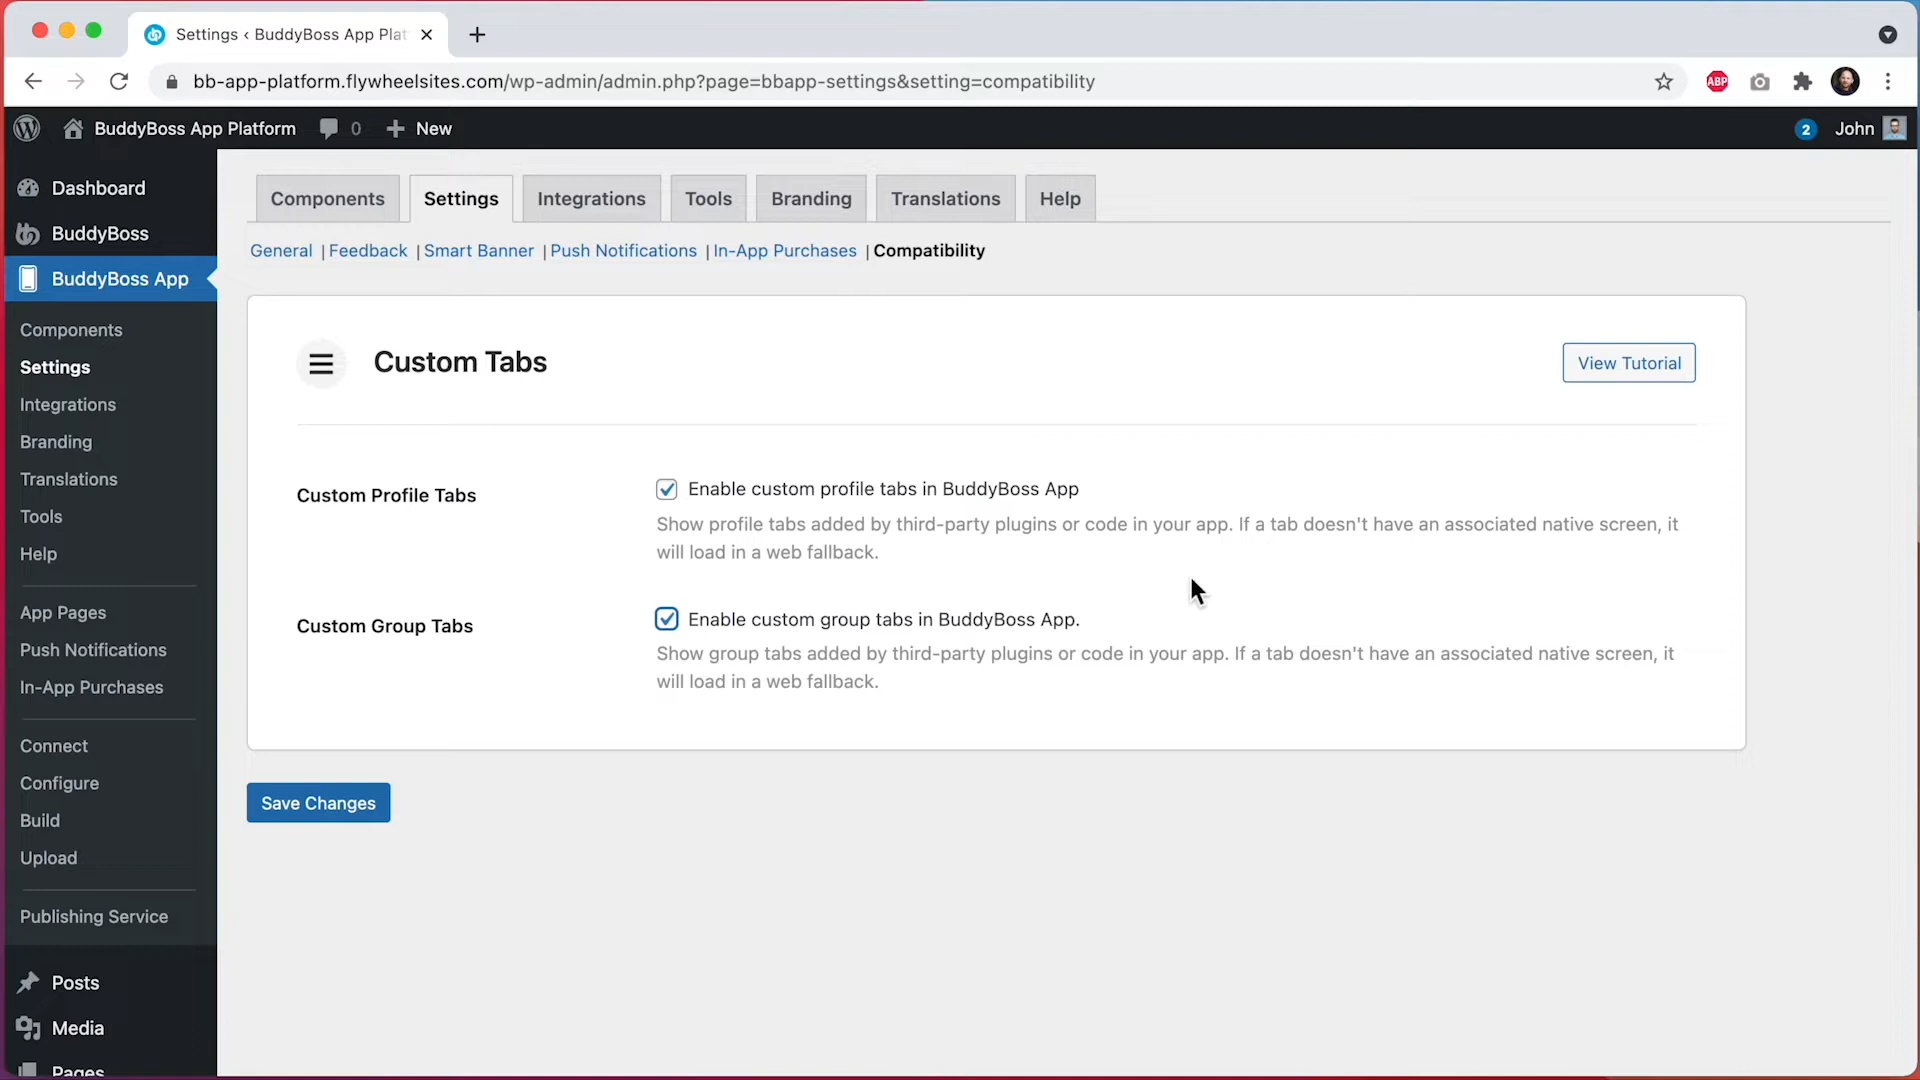 Settings ‹ BuddyBoss App Plat
bb-app-platform.flywheelsites.com/wp-admin/admin.php?page=bbapp-settings&setting=compatibility
ABP
BuddyBoss App Platform 0 New
2 John
Dashboard
BuddyBoss
BuddyBoss App
Components
Settings
Integrations
Branding
Translations
Tools
Help
App Pages
Push Notifications
In-App Purchases
Connect
Configure
Build
Upload
Publishing Service
Posts
Media
Pages
Components Settings Integrations Tools Branding Translations Help
General | Feedback | Smart Banner | Push Notifications | In-App Purchases | Compatibility
Custom Tabs
View Tutorial
Custom Profile Tabs
Enable custom profile tabs in BuddyBoss App
Show profile tabs added by third-party plugins or code in your app. If a tab doesn't have an associated native screen, it
will load in a web fallback.
Custom Group Tabs
Enable custom group tabs in BuddyBoss App.
Show group tabs added by third-party plugins or code in your app. If a tab doesn't have an associated native screen, it
will load in a web fallback.
Save Changes